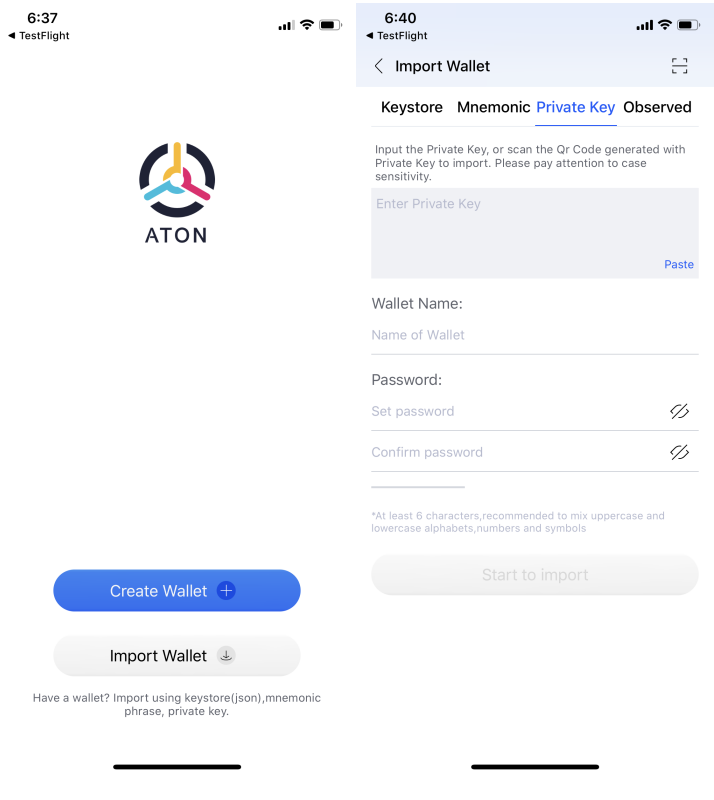 6:37
◀ TestFlight
ATON
Create Wallet
Import Wallet
Have a wallet? Import using keystore(json),mnemonic
phrase, private key.
6:40
◀ TestFlight
Import Wallet
Keystore Mnemonic Private Key Observed
Input the Private Key, or scan the Qr Code generated with
Private Key to import. Please pay attention to case
sensitivity.
Enter Private Key
Paste
Wallet Name:
Name of Wallet
Password:
Set password
Confirm password
*At least 6 characters,recommended to mix uppercase and
lowercase alphabets,numbers and symbols
Start to import